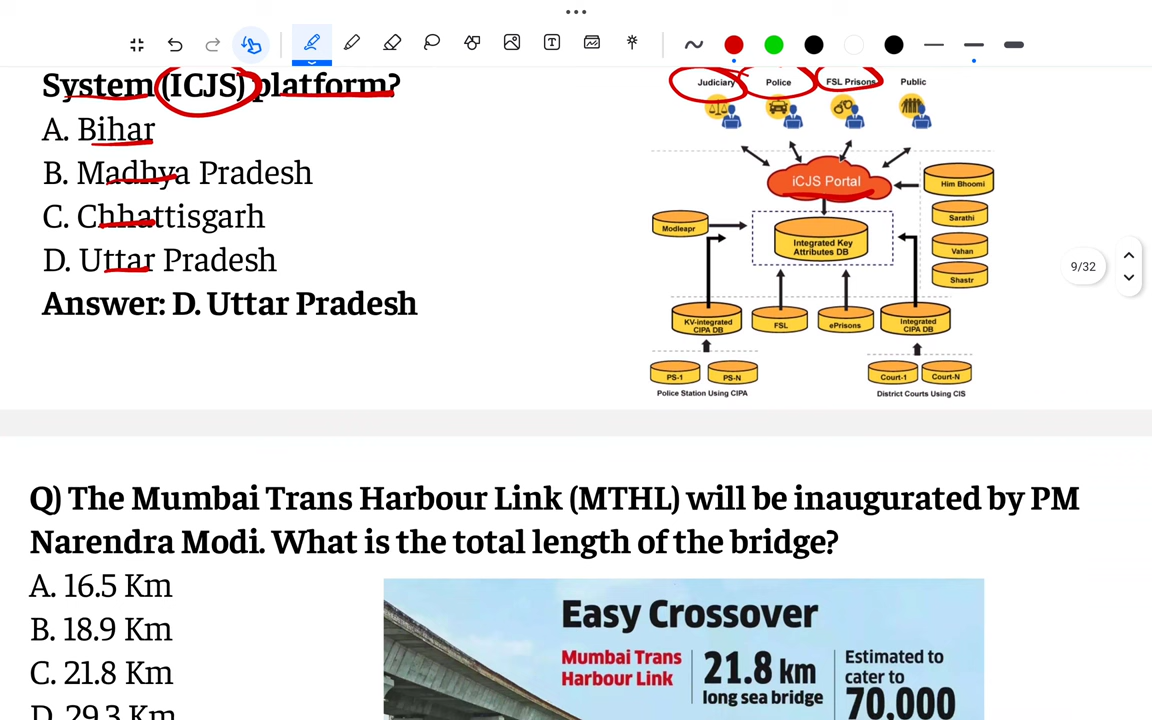 System (ICJS) platform?
A. Bihar
B. Madhya Pradesh
C. Chhattisgarh
D. Uttar Pradesh
Answer: D. Uttar Pradesh
Judiciary Police FSL Prisons Public
iCJS Portal
Him Bhoomi
Sarathi
Vahan
Shastr
Modleapr
Integrated Key
Attributes DB
KV-integrated
CIPA DB
FSL
ePrisons
Integrated
CIPA DB
PS-1 PS-N
Court-1 Court-N
Police Station Using CIPA
District Courts Using CIS
9/32
Q) The Mumbai Trans Harbour Link (MTHL) will be inaugurated by PM
Narendra Modi. What is the total length of the bridge?
A. 16.5 Km
B. 18.9 Km
C. 21.8 Km
D. 29.3 Km
Easy Crossover
Mumbai Trans
Harbour Link
21.8 km
long sea bridge
Estimated to
cater to
70,000